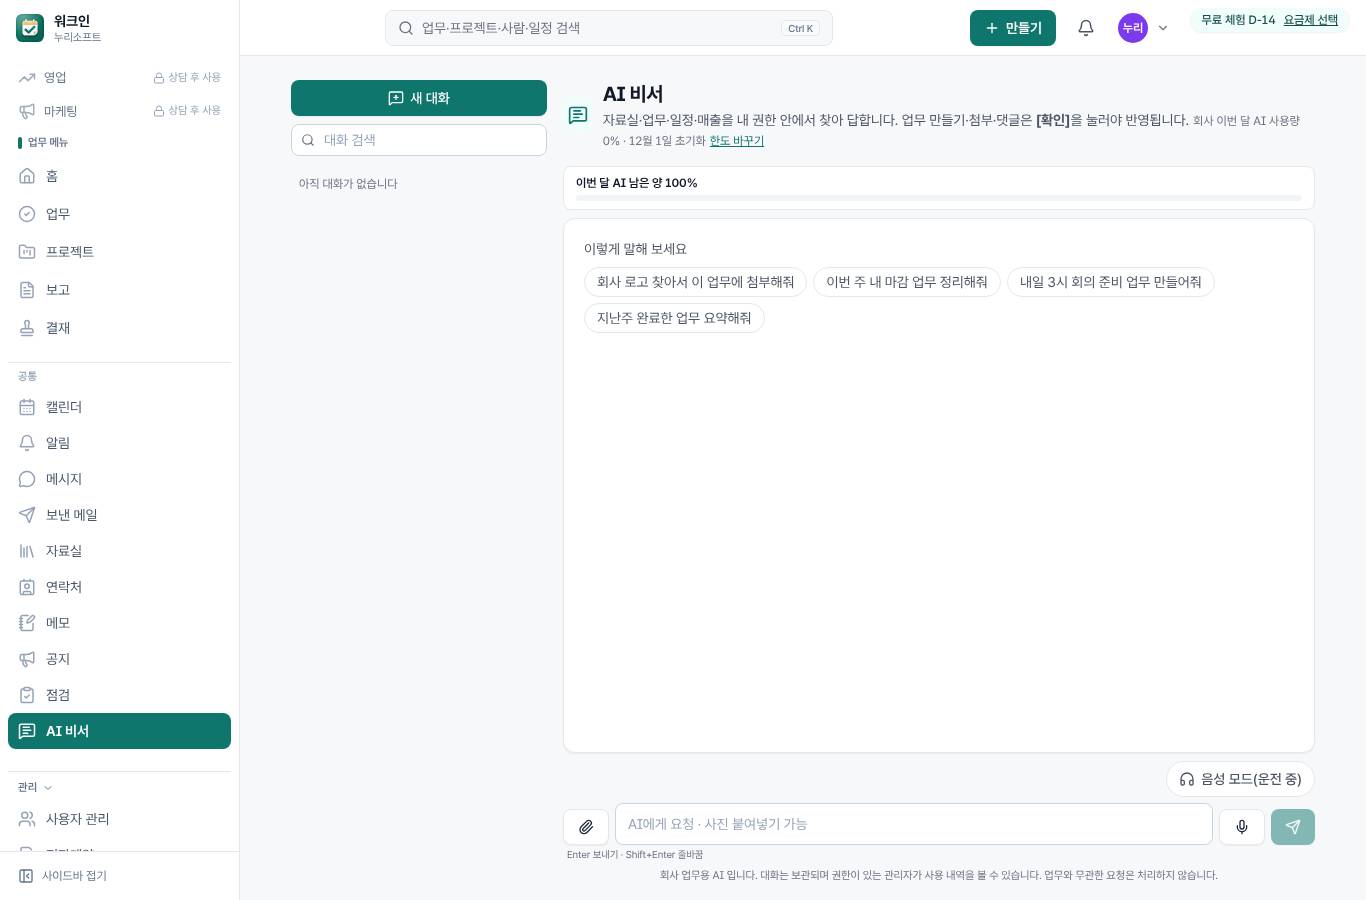 워크인
누리소프트
영업
상담 후 사용
마케팅
상담 후 사용
업무 메뉴
홈
업무
프로젝트
보고
결재
공통
캘린더
알림
메시지
보낸 메일
자료실
연락처
메모
공지
점검
AI 비서
관리
사용자 관리
사이드바 접기
업무·프로젝트·사람·일정 검색
Ctrl K
만들기
누리
무료 체험 D-14 요금제 선택
새 대화
대화 검색
아직 대화가 없습니다
AI 비서
자료실·업무·일정·매출을 내 권한 안에서 찾아 답합니다. 업무 만들기·첨부·댓글은 [확인]을 눌러야 반영됩니다. 회사 이번 달 AI 사용량
0% · 12월 1일 초기화 한도 바꾸기
이번 달 AI 남은 양 100%
이렇게 말해 보세요
회사 로고 찾아서 이 업무에 첨부해줘
이번 주 내 마감 업무 정리해줘
내일 3시 회의 준비 업무 만들어줘
지난주 완료한 업무 요약해줘
음성 모드(운전 중)
AI에게 요청 · 사진 붙여넣기 가능
Enter 보내기 · Shift+Enter 줄바꿈
회사 업무용 AI 입니다. 대화는 보관되며 권한이 있는 관리자가 사용 내역을 볼 수 있습니다. 업무와 무관한 요청은 처리하지 않습니다.